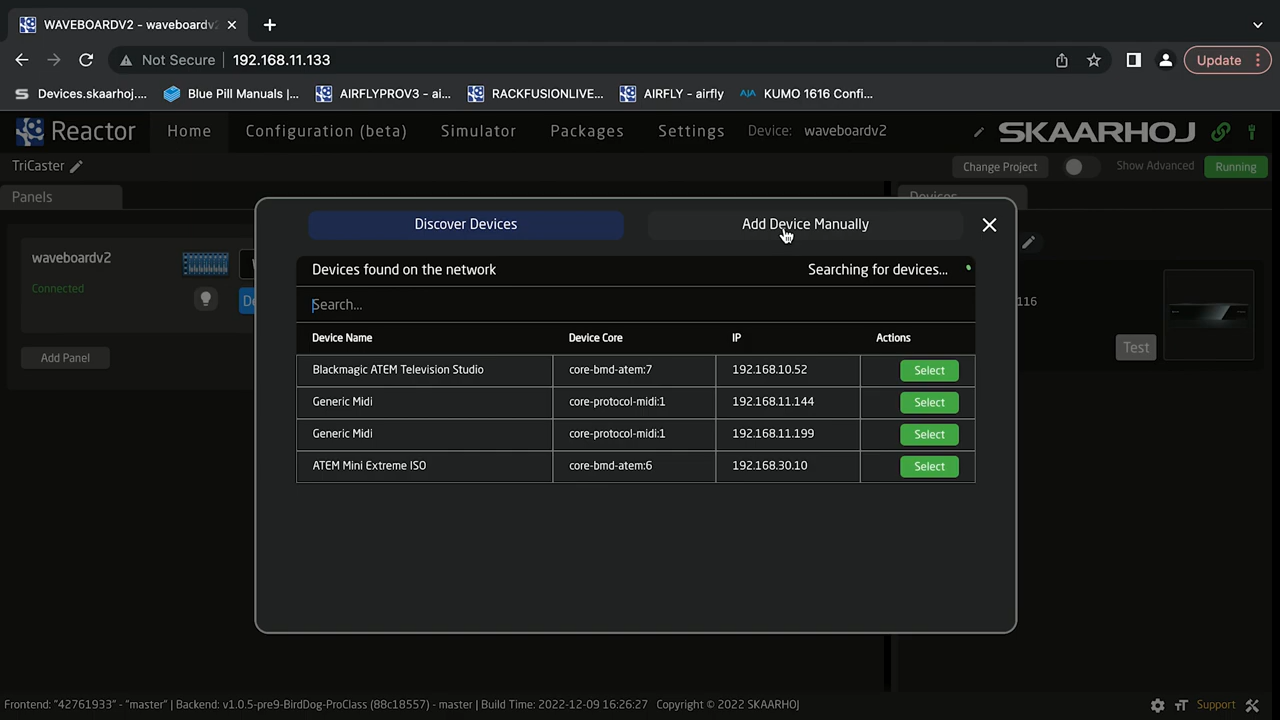 WAVEBOARDV2 - waveboardv
Not Secure 192.168.11.133
Update
Devices.skaarhoj....
Blue Pill Manuals |...
AIRFLYPROV3 - ai...
RACKFUSIONLIVE...
AIRFLY - airfly
KUMO 1616 Confi...
Reactor
Home
Configuration (beta)
Simulator
Packages
Settings
Device: waveboardv2
SKAARHOJ
TriCaster
Change Project
Show Advanced
Running
Panels
Devices
waveboardv2
Connected
De
Add Panel
116
Test
Discover Devices
Add Device Manually
Devices found on the network
Searching for devices...
Search...
Device Name Device Core IP Actions
Blackmagic ATEM Television Studio core-bmd-atem:7 192.168.10.52 Select
Generic Midi core-protocol-midi:1 192.168.11.144 Select
Generic Midi core-protocol-midi:1 192.168.11.199 Select
ATEM Mini Extreme ISO core-bmd-atem:6 192.168.30.10 Select
Frontend: "42761933" - "master" | Backend: v1.0.5-pre9-BirdDog-ProClass (88c18557) - master | Build Time: 2022-12-09 16:26:27 Copyright © 2022 SKAARHOJ
Support